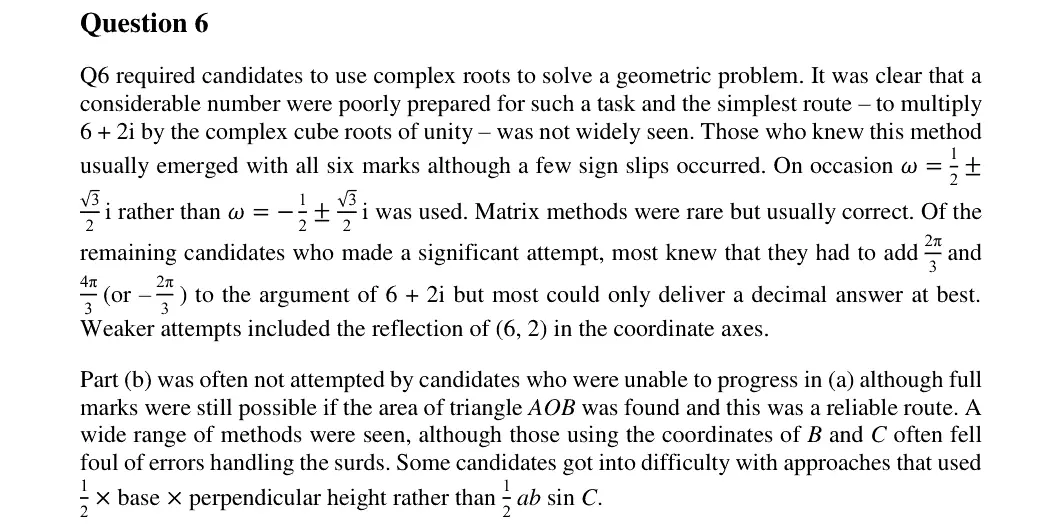 Question 6
Q6 required candidates to use complex roots to solve a geometric problem. It was clear that a
considerable number were poorly prepared for such a task and the simplest route – to multiply
6 + 2i by the complex cube roots of unity – was not widely seen. Those who knew this method
usually emerged with all six marks although a few sign slips occurred. On occasion ω = 1/2 ±
√3/2 i rather than ω = −1/2 ± √3/2 i was used. Matrix methods were rare but usually correct. Of the
remaining candidates who made a significant attempt, most knew that they had to add 2π/3 and
4π/3 (or −2π/3) to the argument of 6 + 2i but most could only deliver a decimal answer at best.
Weaker attempts included the reflection of (6, 2) in the coordinate axes.
Part (b) was often not attempted by candidates who were unable to progress in (a) although full
marks were still possible if the area of triangle AOB was found and this was a reliable route. A
wide range of methods were seen, although those using the coordinates of B and C often fell
foul of errors handling the surds. Some candidates got into difficulty with approaches that used
1/2 × base × perpendicular height rather than 1/2 ab sin C.